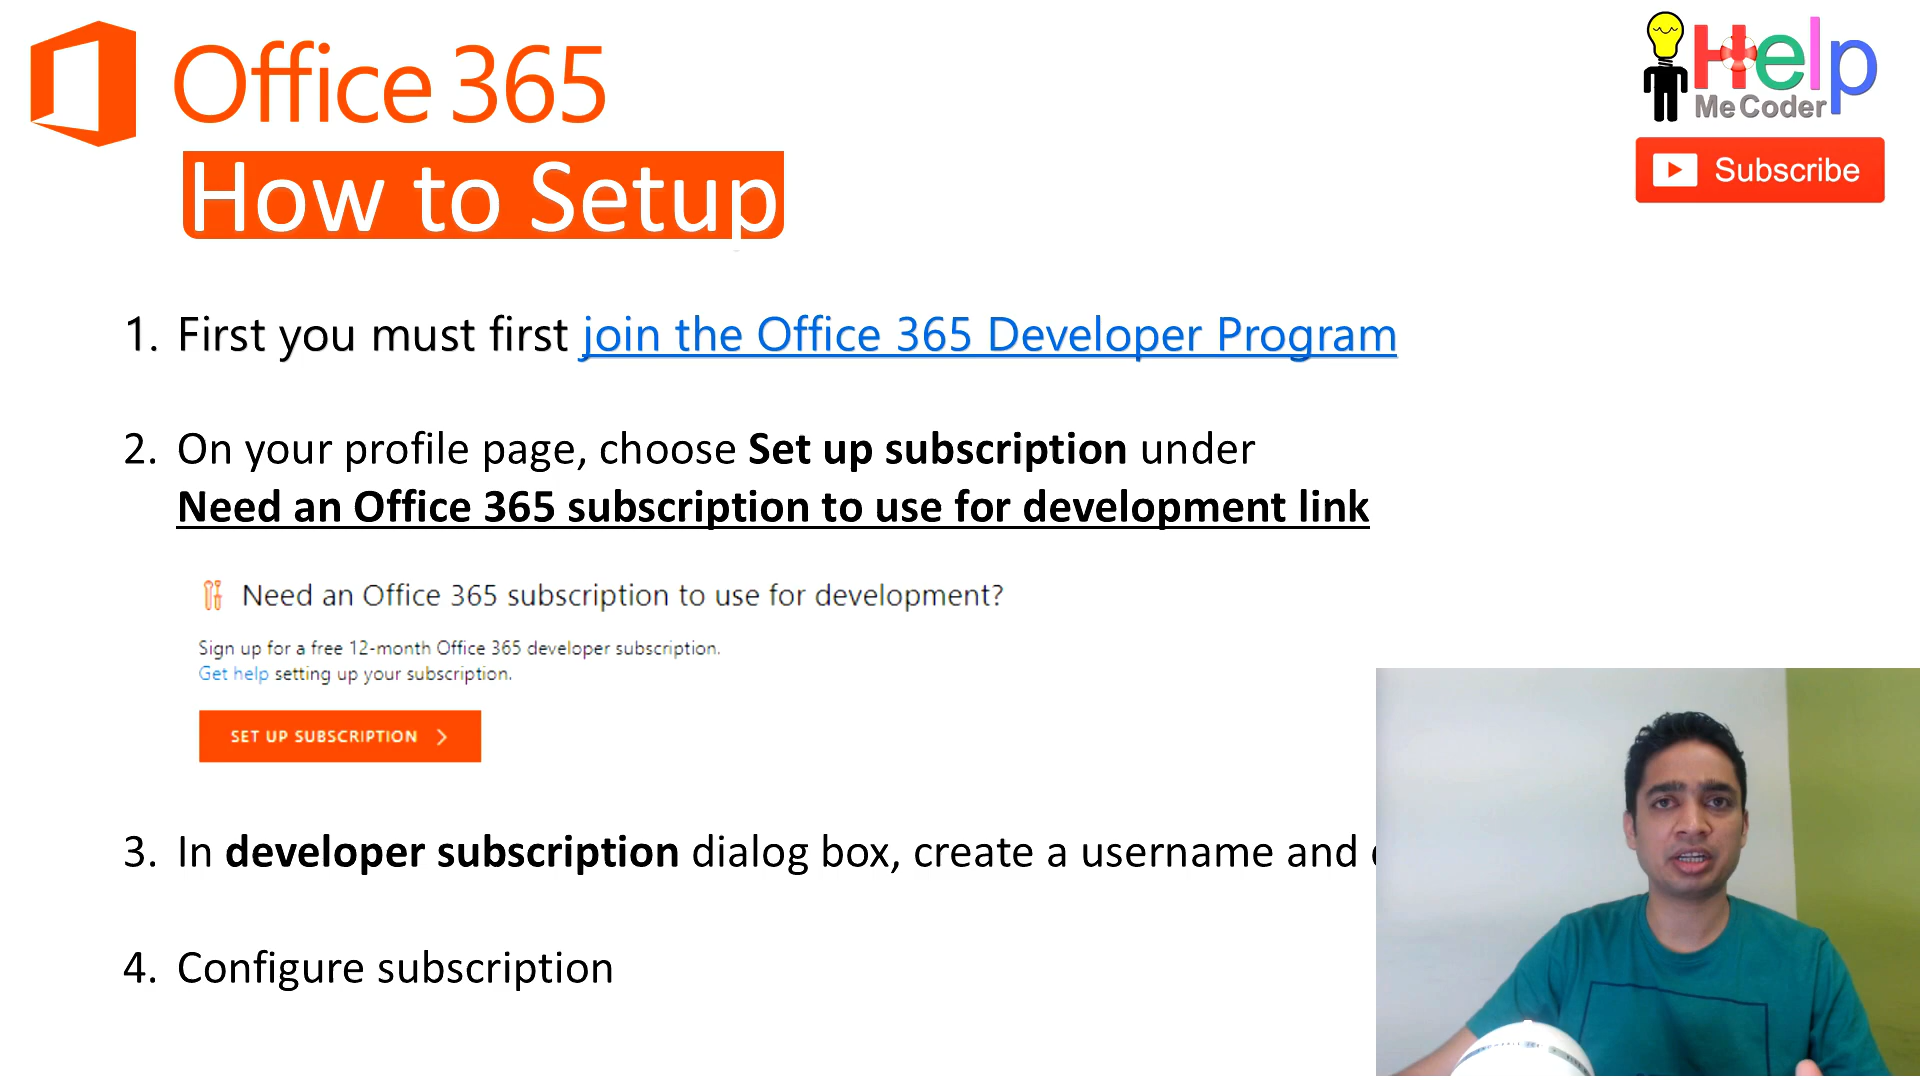 Office 365
Help
Me Coder
Subscribe
How to Setup
1. First you must first join the Office 365 Developer Program
2. On your profile page, choose Set up subscription under
Need an Office 365 subscription to use for development link
Need an Office 365 subscription to use for development?
Sign up for a free 12-month Office 365 developer subscription.
Get help setting up your subscription.
SET UP SUBSCRIPTION >
3. In developer subscription dialog box, create a username and
4. Configure subscription